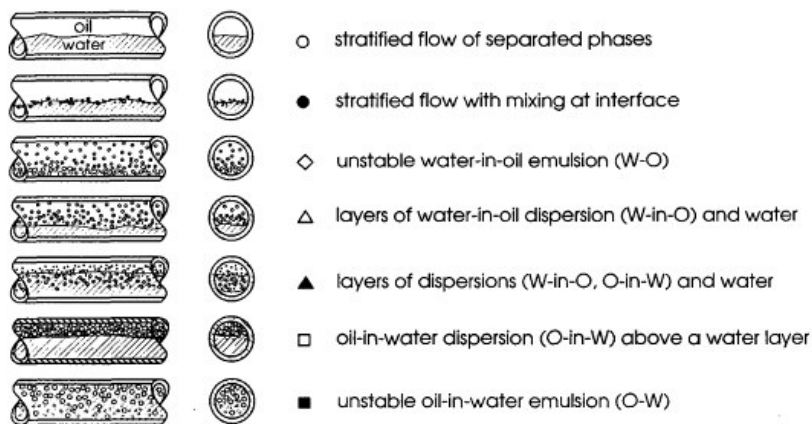 oil
water
stratified flow of separated phases
stratified flow with mixing at interface
unstable water-in-oil emulsion (W-O)
layers of water-in-oil dispersion (W-in-O) and water
layers of dispersions (W-in-O, O-in-W) and water
oil-in-water dispersion (O-in-W) above a water layer
unstable oil-in-water emulsion (O-W)